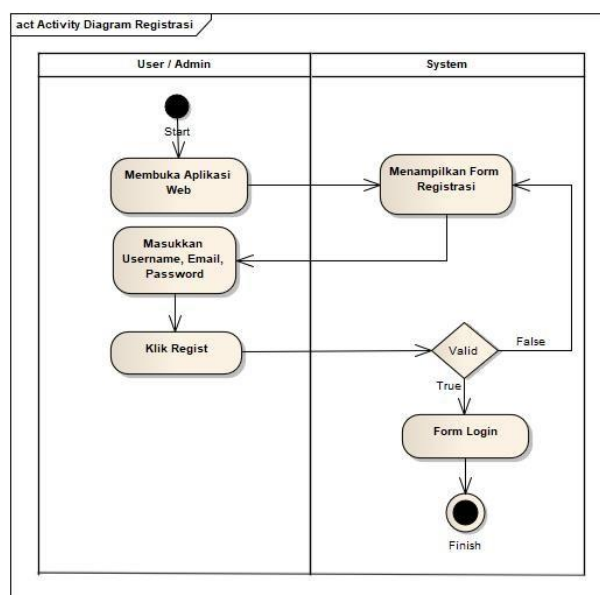 act Activity Diagram Registrasi
User / Admin
System
Start
Membuka Aplikasi
Web
Menampilkan Form
Registrasi
Masukkan
Username, Email,
Password
Klik Regist
Valid
False
True
Form Login
Finish